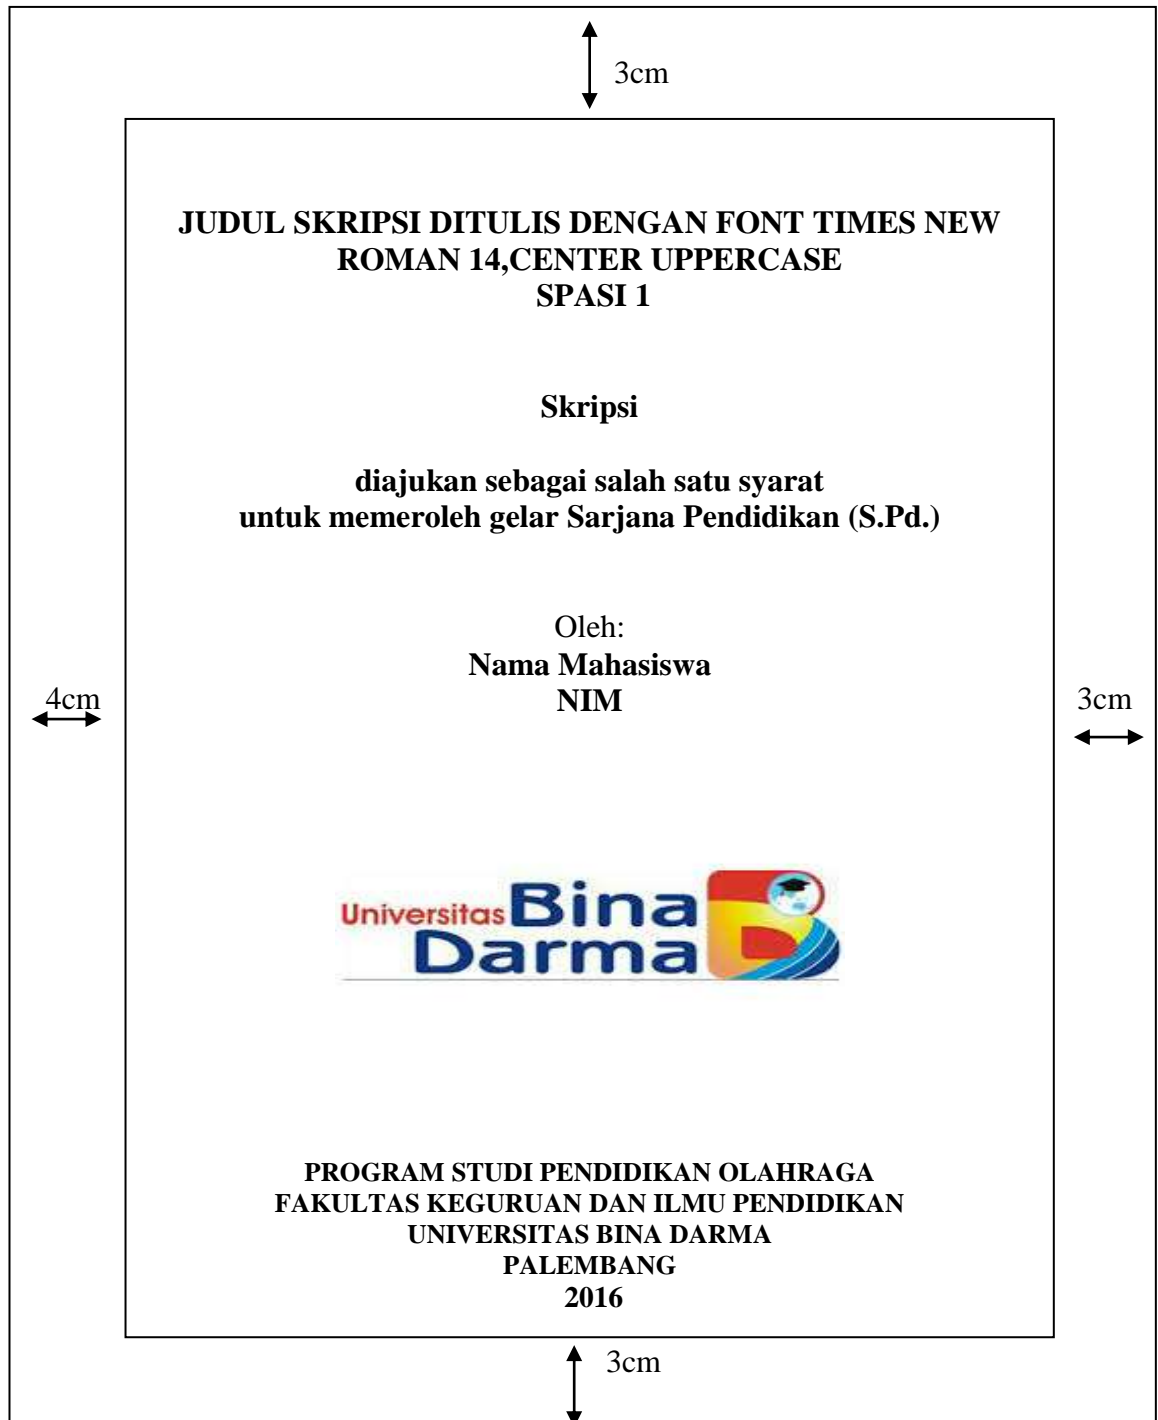 3cm
JUDUL SKRIPSI DITULIS DENGAN FONT TIMES NEW
ROMAN 14,CENTER UPPERCASE
SPASI 1
Skripsi
diajukan sebagai salah satu syarat
untuk memeroleh gelar Sarjana Pendidikan (S.Pd.)
Oleh:
Nama Mahasiswa
NIM
4cm
3cm
Universitas Bina
Darma
PROGRAM STUDI PENDIDIKAN OLAHRAGA
FAKULTAS KEGURUAN DAN ILMU PENDIDIKAN
UNIVERSITAS BINA DARMA
PALEMBANG
2016
3cm